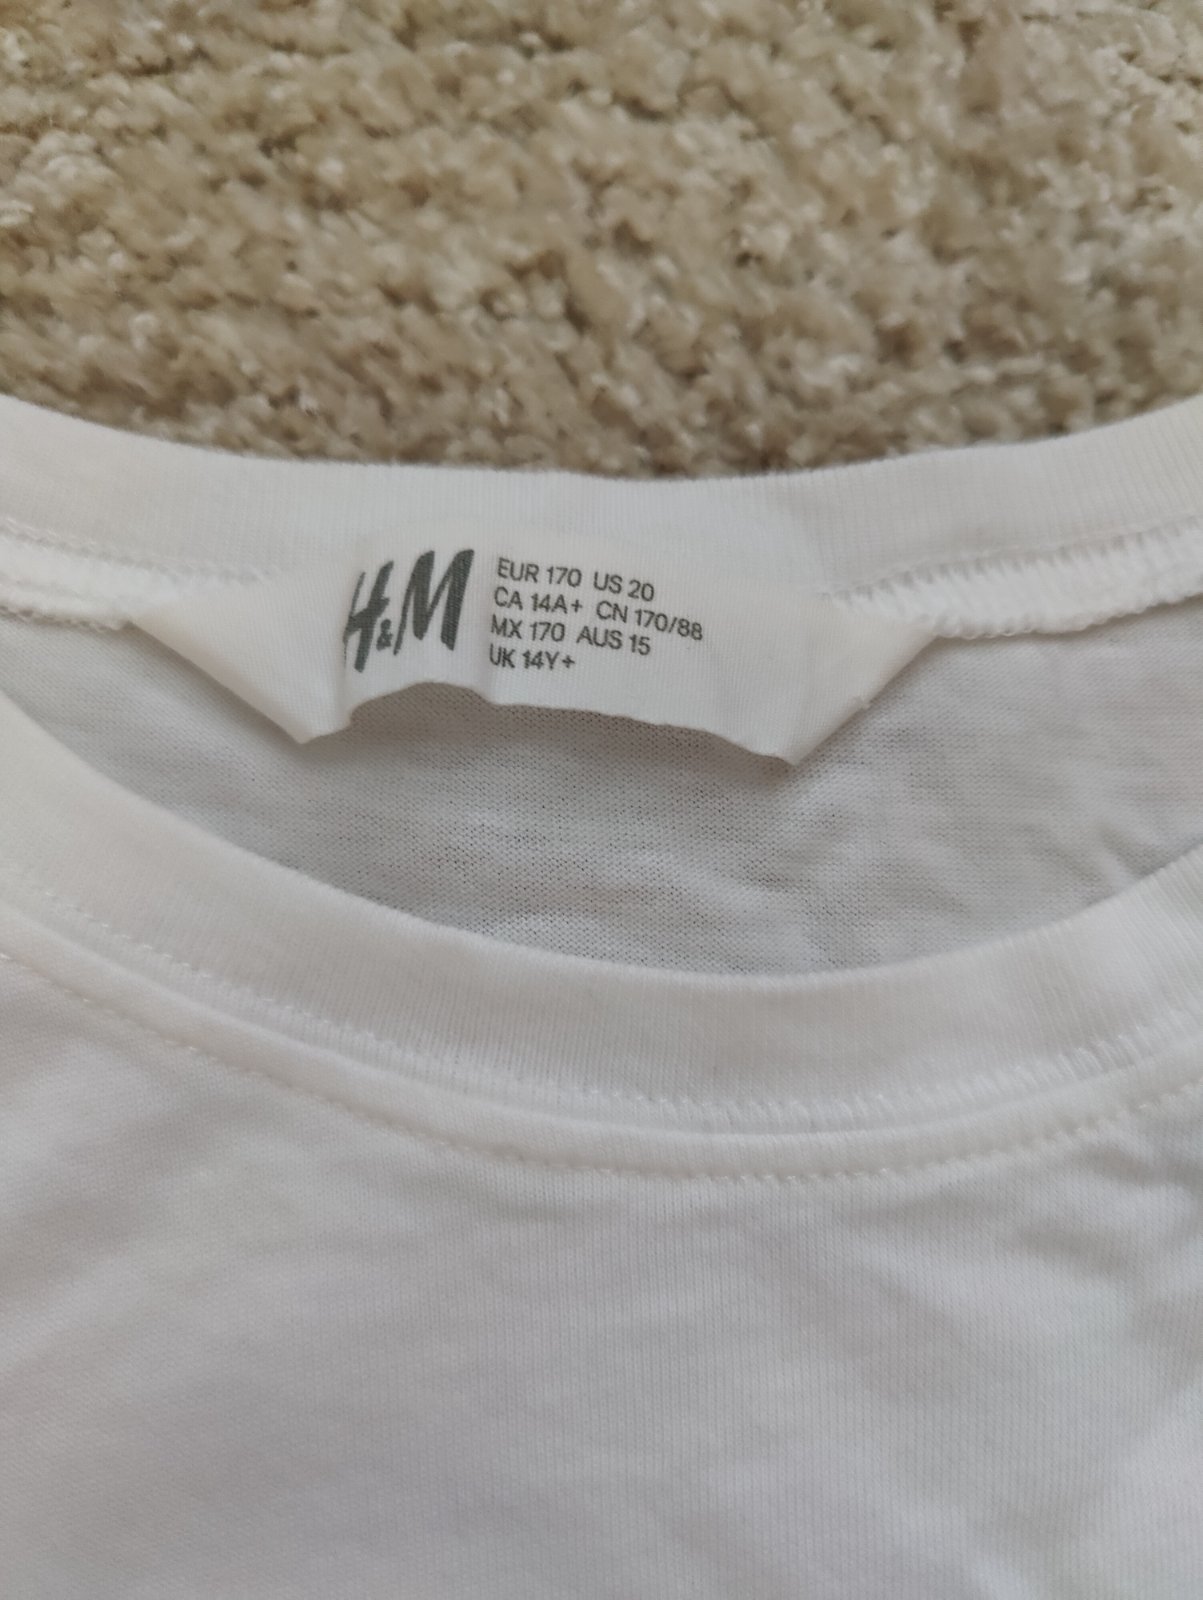 H&M
EUR 170 US 20
CA 14A+ CN 170/88
MX 170 AUS 15
UK 14Y+